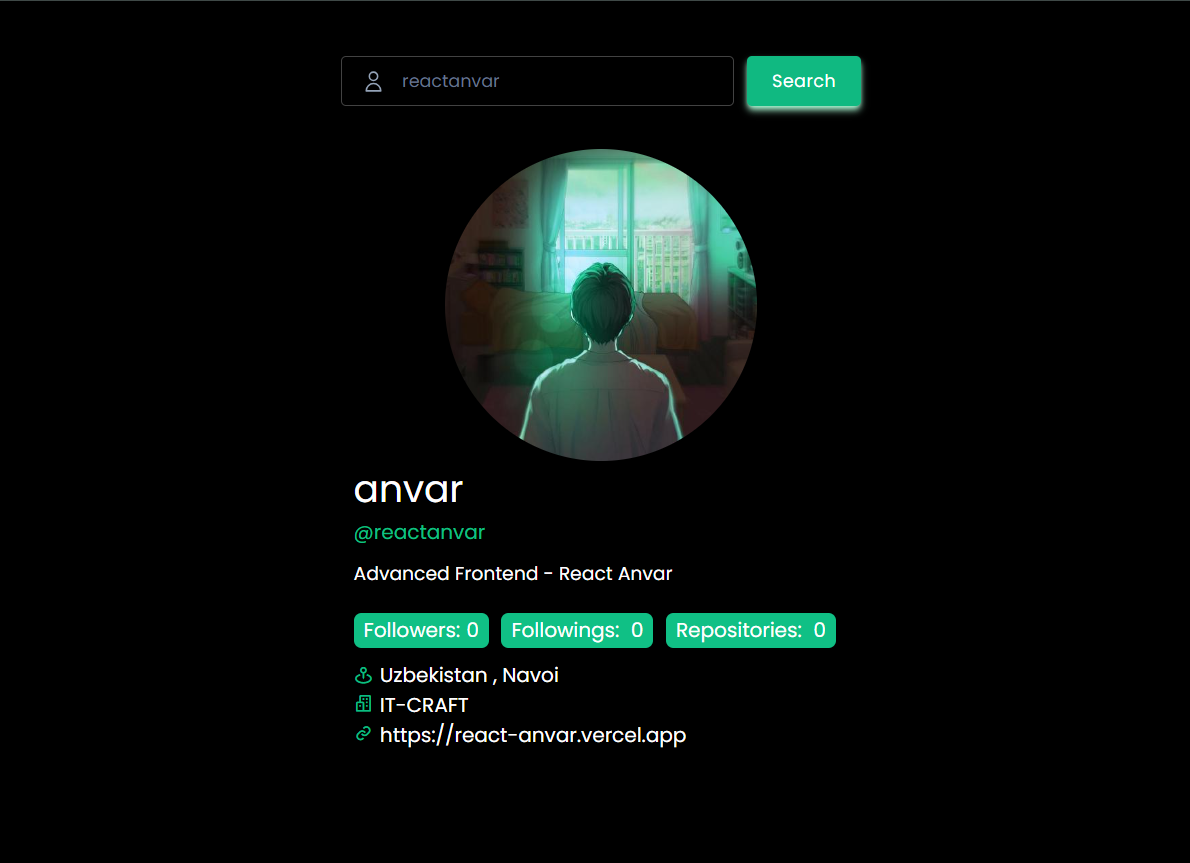 reactanvar
Search
anvar
@reactanvar
Advanced Frontend - React Anvar
Followers: 0 Followings: 0 Repositories: 0
Uzbekistan , Navoi
IT-CRAFT
https://react-anvar.vercel.app